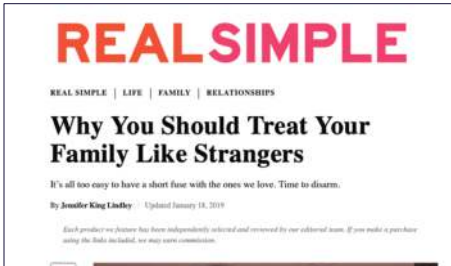 REAL SIMPLE
REAL SIMPLE | LIFE | FAMILY | RELATIONSHIPS
Why You Should Treat Your
Family Like Strangers
It's all too easy to have a short fuse with the ones we love. Time to disarm.
By Jennifer King Lindley Updated January 18, 2019
Each product we feature has been independently selected and reviewed by our editorial team. If you make a purchase
using the links included, we may earn commission.